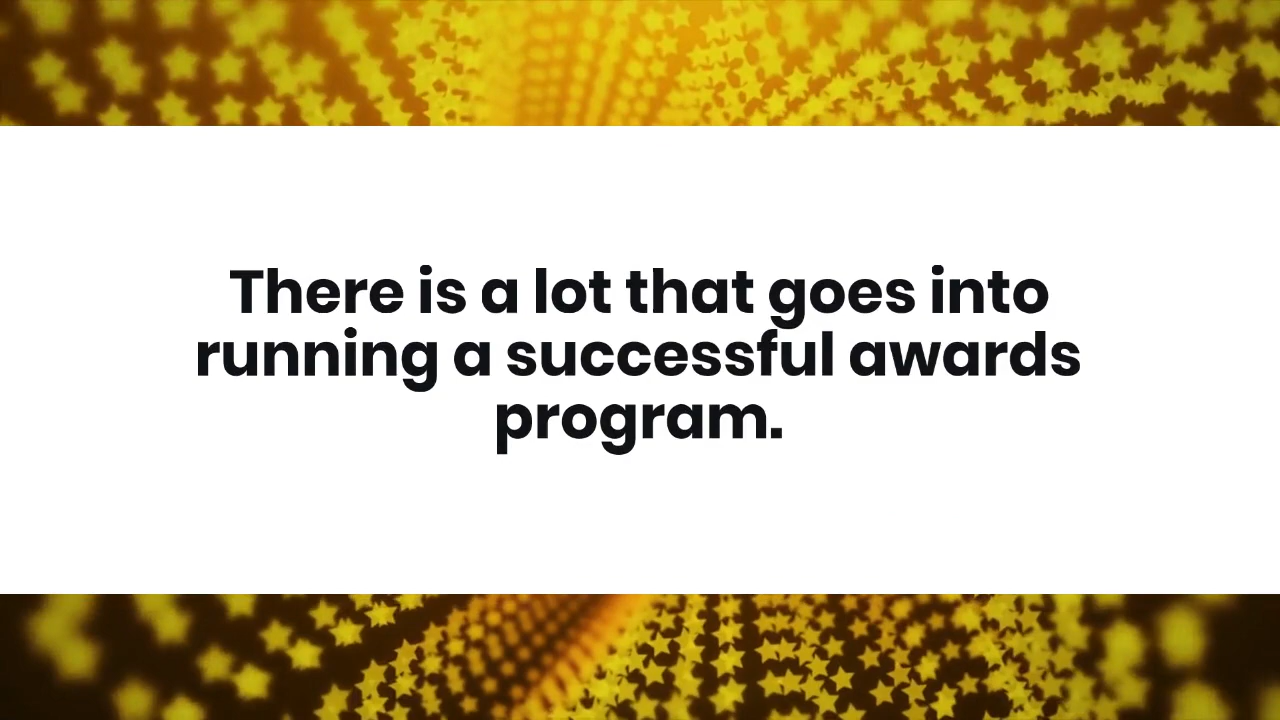 There is a lot that goes into
running a successful awards
program.